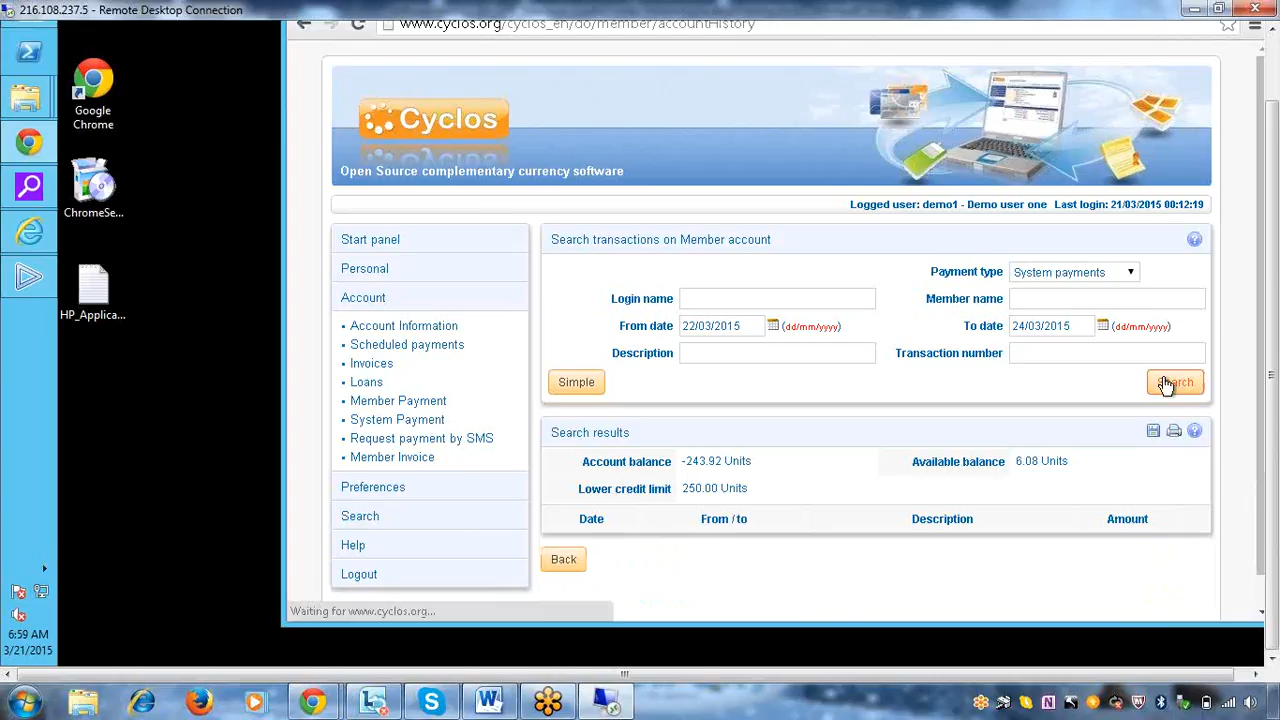 216.108.237.5 - Remote Desktop Connection
www.cyclos.org/cyclos_en/do/member/accountHistory
Google
Chrome
ChromeSe...
HP_Applica...
Cyclos
Open Source complementary currency software
Logged user: demo1 - Demo user one Last login: 21/03/2015 00:12:19
Start panel
Personal
Account
Account Information
Scheduled payments
Invoices
Loans
Member Payment
System Payment
Request payment by SMS
Member Invoice
Preferences
Search
Help
Logout
Search transactions on Member account
Payment type System payments
Login name Member name
From date 22/03/2015 (dd/mm/yyyy) To date 24/03/2015 (dd/mm/yyyy)
Description Transaction number
Simple Search
Search results
Account balance -243.92 Units Available balance 6.08 Units
Lower credit limit 250.00 Units
Date From / to Description Amount
Back
Waiting for www.cyclos.org...
6:59 AM
3/21/2015